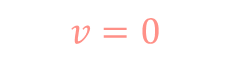 v = 0